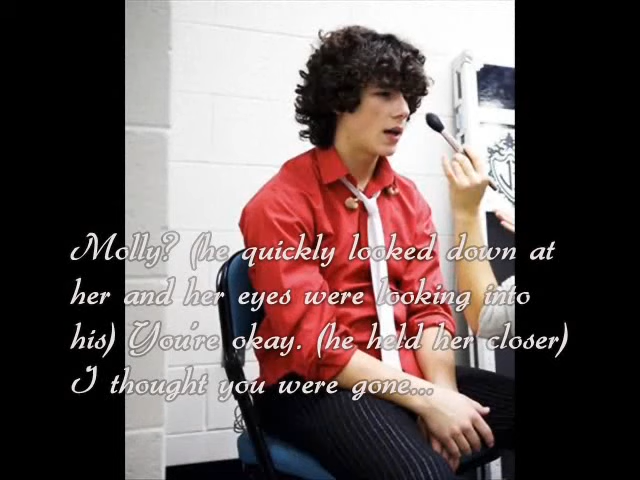 Molly? (he quickly looked down at
her and her eyes were looking into
his) You're okay. (he held her closer)
I thought you were gone...